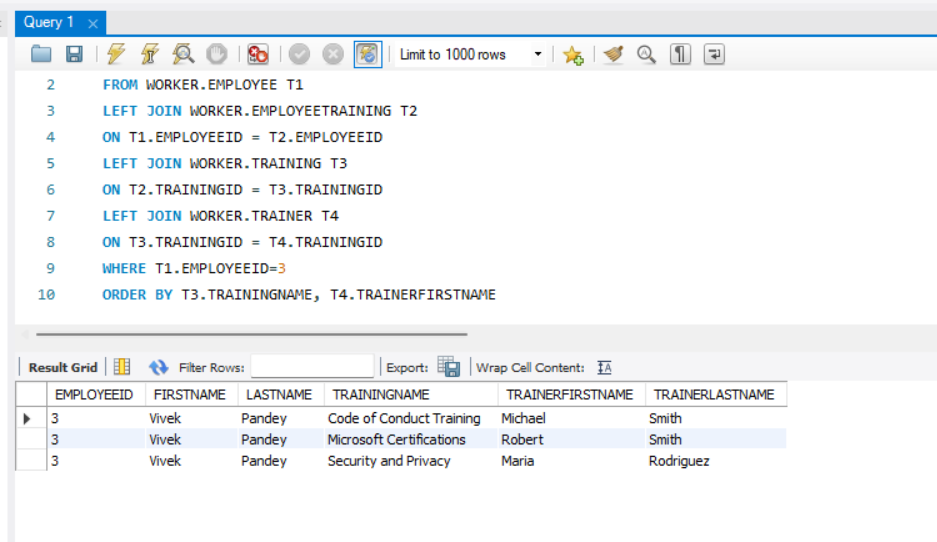 Query 1
Limit to 1000 rows
2 FROM WORKER.EMPLOYEE T1
3 LEFT JOIN WORKER.EMPLOYEETRAINING T2
4 ON T1.EMPLOYEEID = T2.EMPLOYEEID
5 LEFT JOIN WORKER.TRAINING T3
6 ON T2.TRAININGID = T3.TRAININGID
7 LEFT JOIN WORKER.TRAINER T4
8 ON T3.TRAININGID = T4.TRAININGID
9 WHERE T1.EMPLOYEEID=3
10 ORDER BY T3.TRAININGNAME, T4.TRAINERFIRSTNAME
Result Grid Filter Rows: Export: Wrap Cell Content: IA
EMPLOYEEID FIRSTNAME LASTNAME TRAININGNAME TRAINERFIRSTNAME TRAINERLASTNAME
3 Vivek Pandey Code of Conduct Training Michael Smith
3 Vivek Pandey Microsoft Certifications Robert Smith
3 Vivek Pandey Security and Privacy Maria Rodriguez